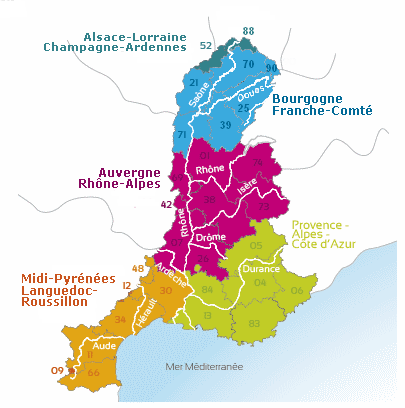 88
Alsace-Lorraine
Champagne-Ardennes
52
70
90
21
Saône
Doubs
25
Bourgogne
Franche-Comté
39
71
01
Auvergne
Rhône-Alpes
Rhône
74
69
Isère
42
38
73
Rhône
Provence -
Alpes -
Côte d'Azur
Drôme
07
05
26
Midi-Pyrénées
Languedoc-
Roussillon
48
Ardèche
Durance
12
30
84
04
06
Hérault
34
13
83
Aude
11
09
66
Mer Méditerranée